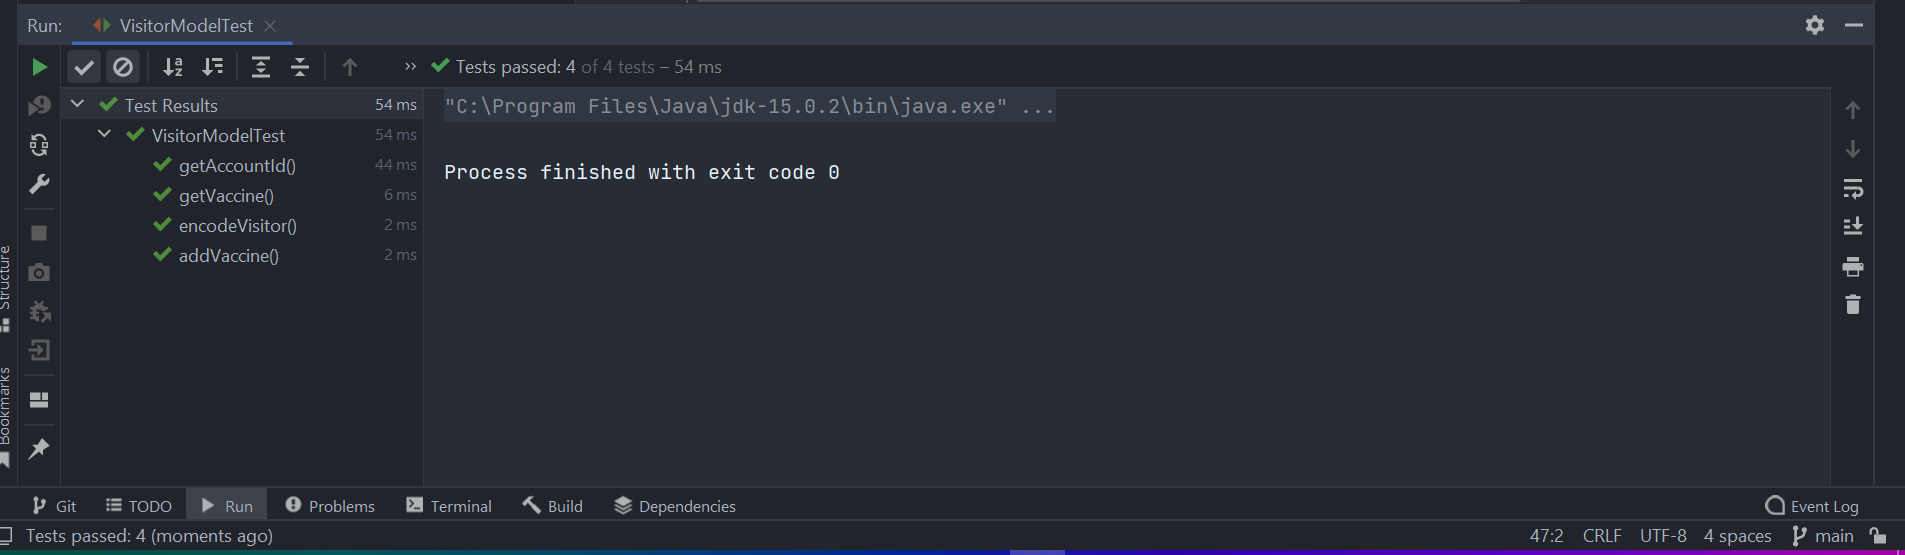 Run: VisitorModelTest
Tests passed: 4 of 4 tests – 54 ms
Test Results 54 ms
VisitorModelTest 54 ms
getAccountId() 44 ms
getVaccine() 6 ms
encodeVisitor() 2 ms
addVaccine() 2 ms
"C:\Program Files\Java\jdk-15.0.2\bin\java.exe" ...
Process finished with exit code 0
Structure
Bookmarks
Git TODO Run Problems Terminal Build Dependencies Event Log
Tests passed: 4 (moments ago) 47:2 CRLF UTF-8 4 spaces main